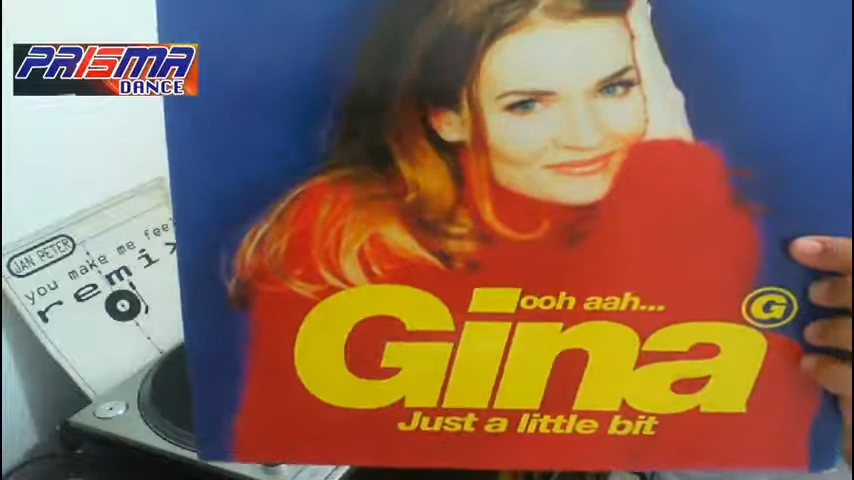 PRISMA
DANCE
JAN PETER
you make me feel
remix
ooh aah...
G
Gina
Just a little bit